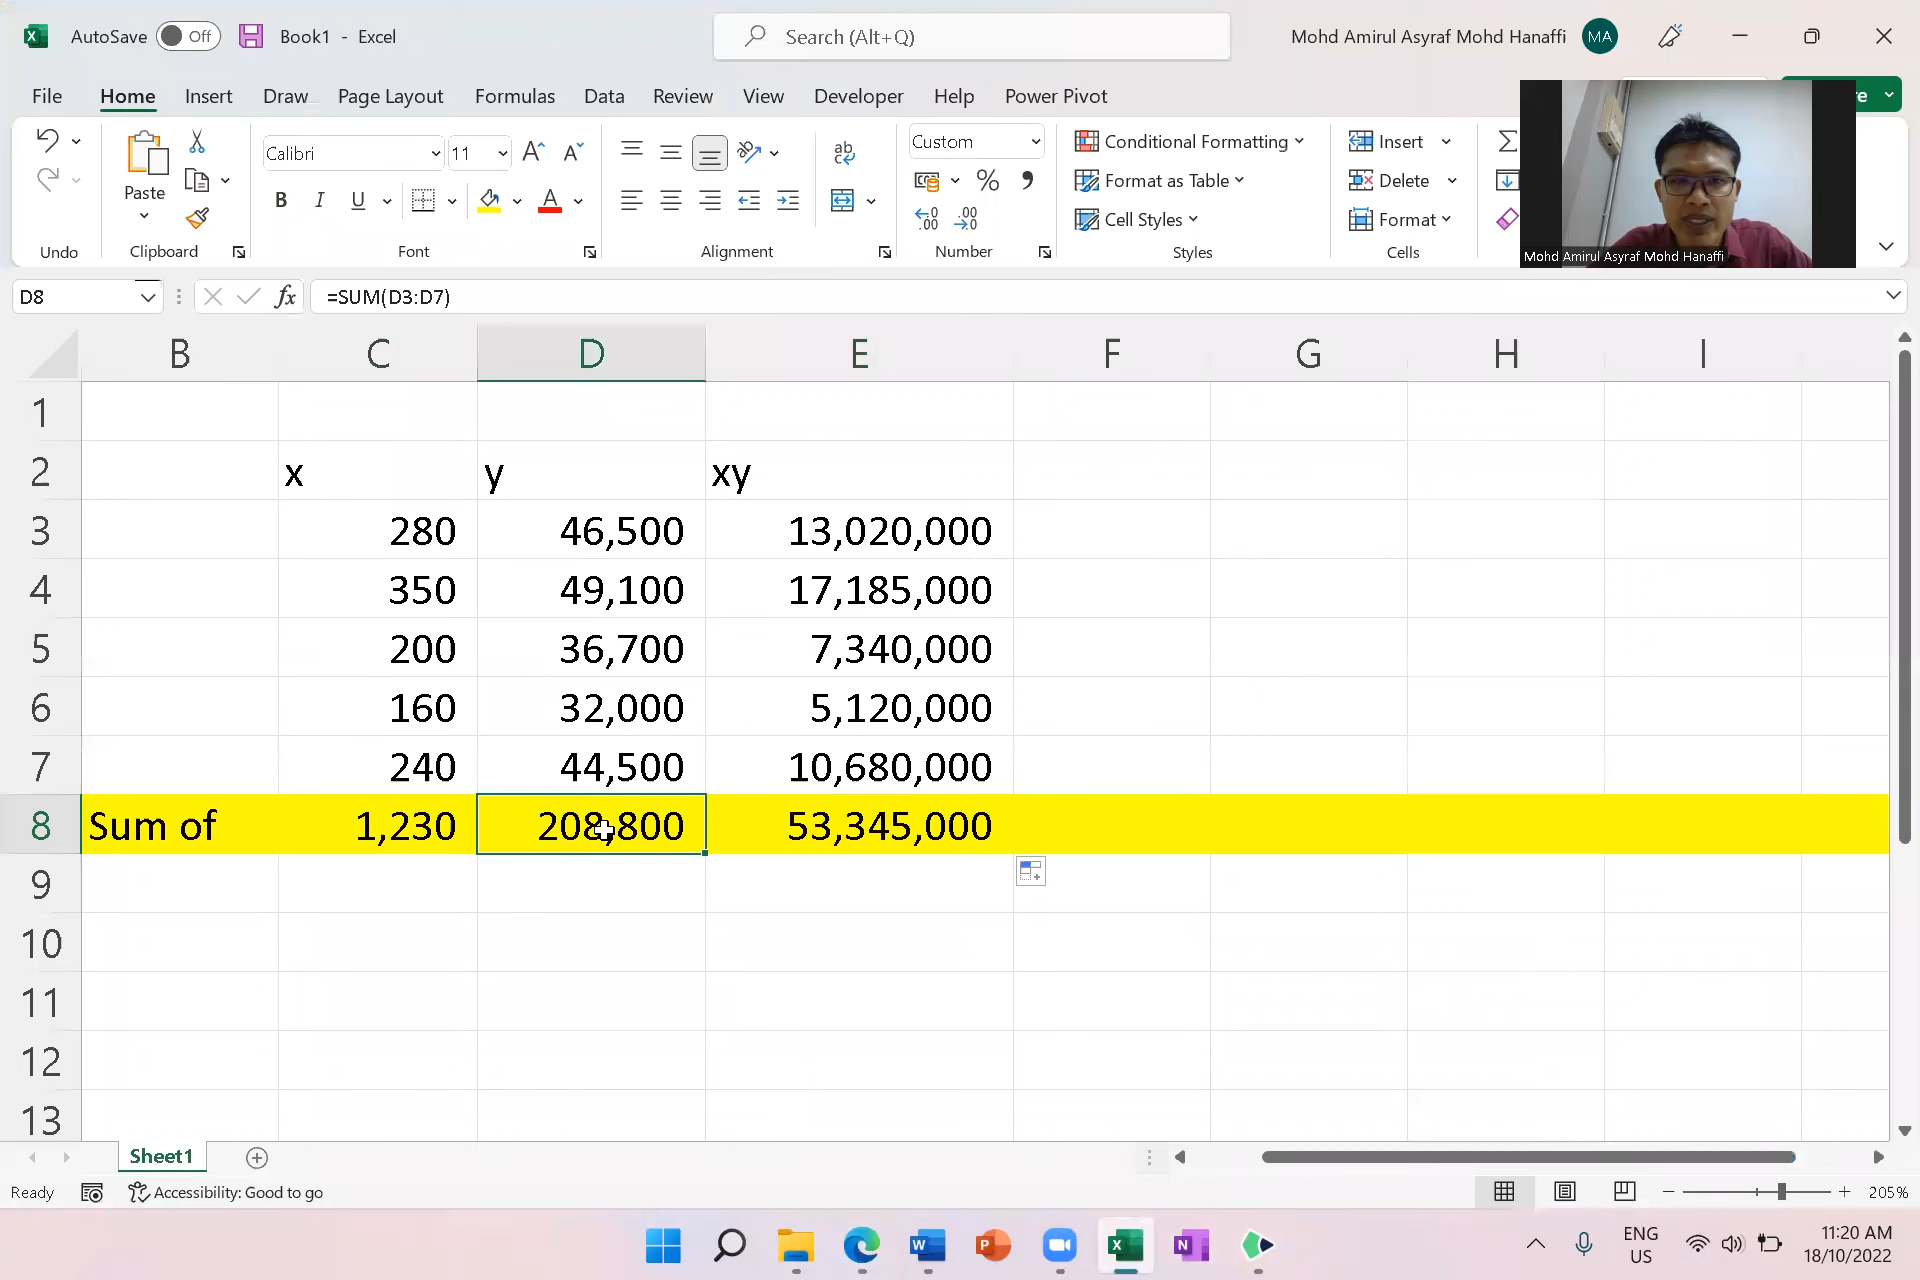 AutoSave Off Book1 - Excel Search (Alt+Q) Mohd Amirul Asyraf Mohd Hanaffi MA
File Home Insert Draw Page Layout Formulas Data Review View Developer Help Power Pivot
Paste
Calibri 11
B I U A
ab
Custom
% ,
Conditional Formatting
Format as Table
Cell Styles
Insert
Delete
Format
Undo Clipboard Font Alignment Number Styles Cells
Mohd Amirul Asyraf Mohd Hanaffi
D8 fx =SUM(D3:D7)
B C D E F G H I
1
2 x y xy
3 280 46,500 13,020,000
4 350 49,100 17,185,000
5 200 36,700 7,340,000
6 160 32,000 5,120,000
7 240 44,500 10,680,000
8 Sum of 1,230 208,800 53,345,000
9
10
11
12
13
Sheet1
Ready Accessibility: Good to go 205%
ENG
US
11:20 AM
18/10/2022